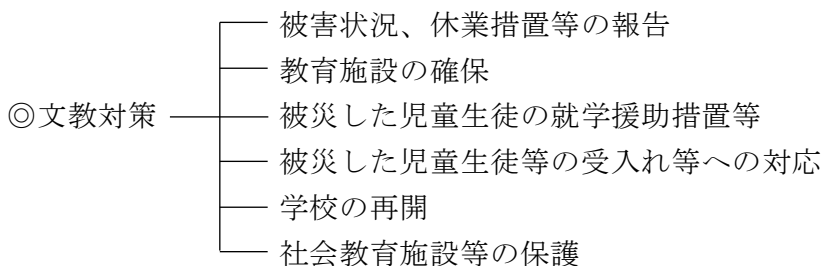 被害状況、休業措置等の報告
教育施設の確保
◎文教対策
被災した児童生徒の就学援助措置等
被災した児童生徒等の受入れ等への対応
学校の再開
社会教育施設等の保護